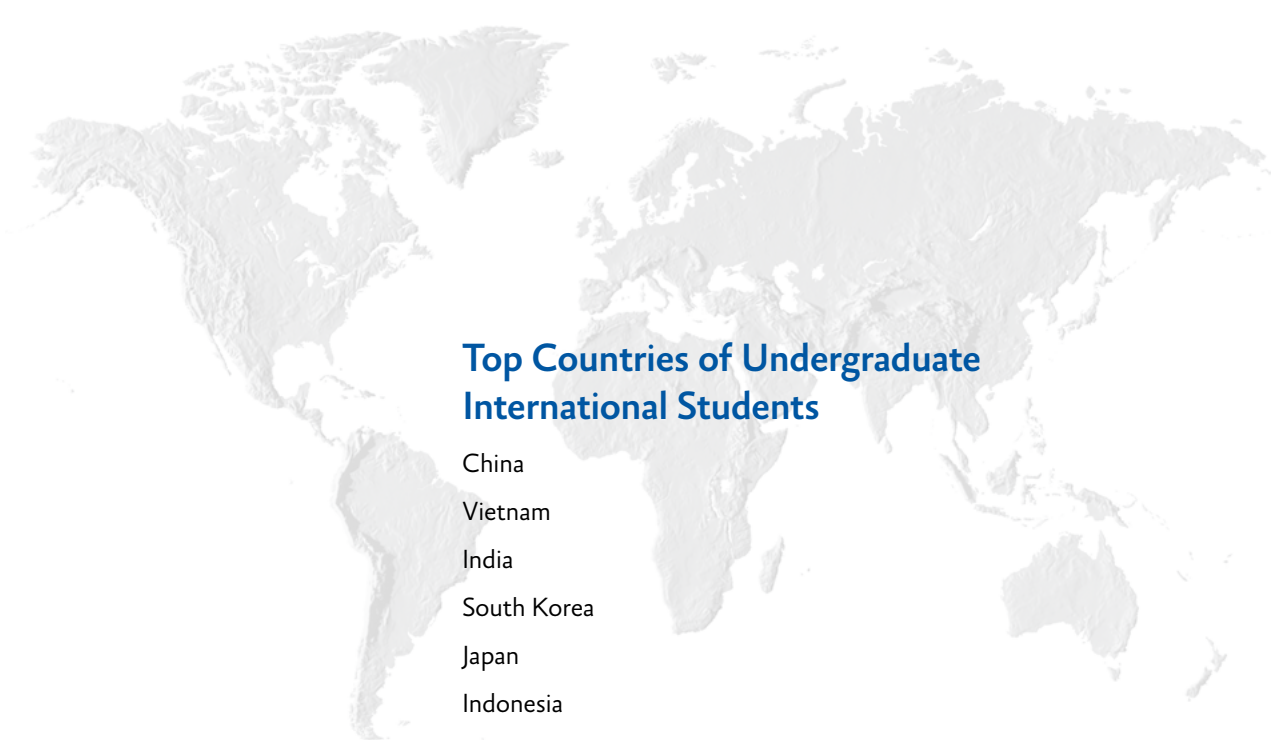 Top Countries of Undergraduate
International Students
China
Vietnam
India
South Korea
Japan
Indonesia